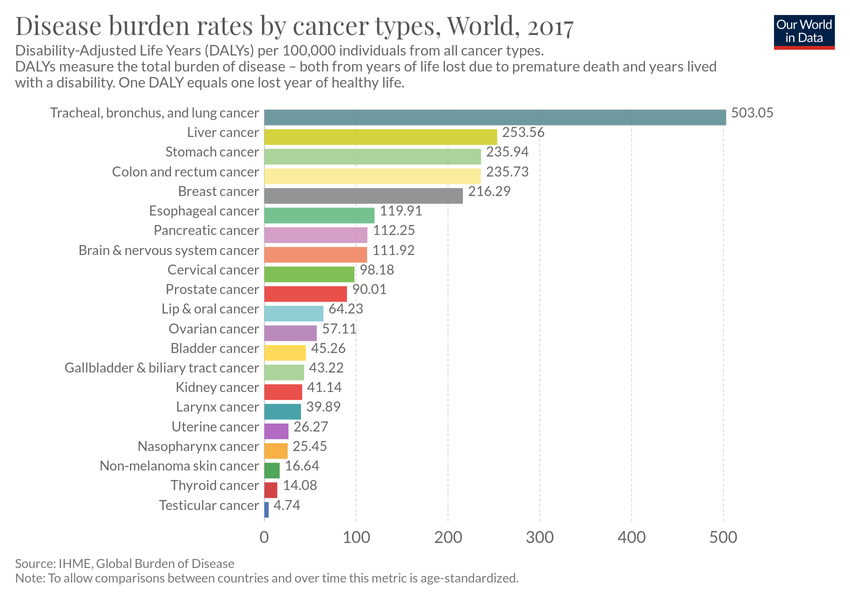 Disease burden rates by cancer types, World, 2017
Our World
in Data
Disability-Adjusted Life Years (DALYs) per 100,000 individuals from all cancer types.
DALYs measure the total burden of disease – both from years of life lost due to premature death and years lived
with a disability. One DALY equals one lost year of healthy life.
Tracheal, bronchus, and lung cancer 503.05
Liver cancer 253.56
Stomach cancer 235.94
Colon and rectum cancer 235.73
Breast cancer 216.29
Esophageal cancer 119.91
Pancreatic cancer 112.25
Brain & nervous system cancer 111.92
Cervical cancer 98.18
Prostate cancer 90.01
Lip & oral cancer 64.23
Ovarian cancer 57.11
Bladder cancer 45.26
Gallbladder & biliary tract cancer 43.22
Kidney cancer 41.14
Larynx cancer 39.89
Uterine cancer 26.27
Nasopharynx cancer 25.45
Non-melanoma skin cancer 16.64
Thyroid cancer 14.08
Testicular cancer 4.74
0 100 200 300 400 500
Source: IHME, Global Burden of Disease
Note: To allow comparisons between countries and over time this metric is age-standardized.